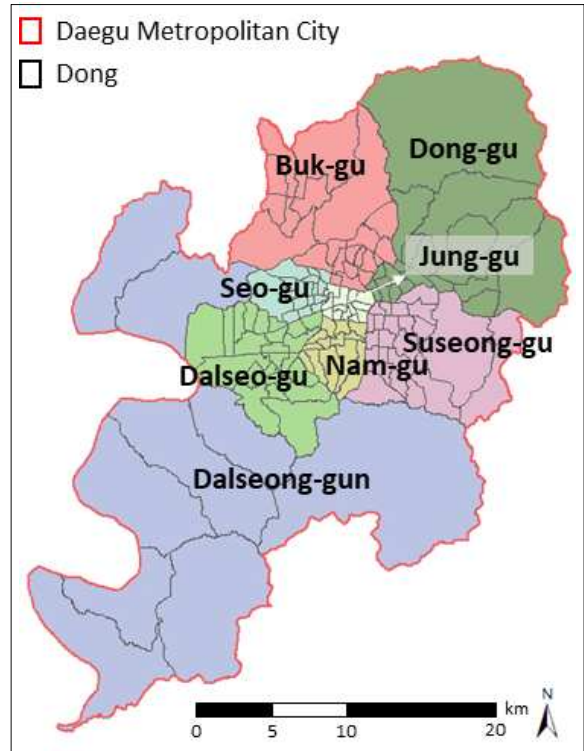 Daegu Metropolitan City
Dong
Buk-gu
Dong-gu
Jung-gu
Seo-gu
Suseong-gu
Nam-gu
Dalseo-gu
Dalseong-gun
N
km
0 5 10 20